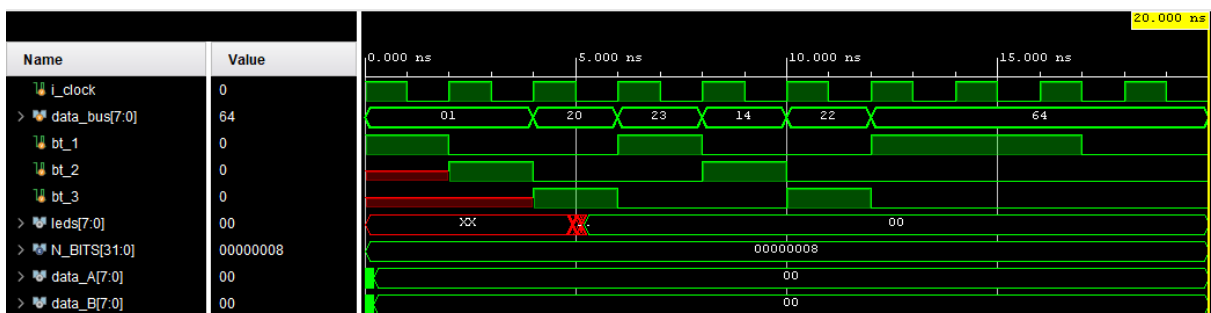 20.000 ns
Name Value 0.000 ns 5.000 ns 10.000 ns 15.000 ns
i_clock 0
data_bus[7:0] 64 01 20 23 14 22 64
bt_1 0
bt_2 0
bt_3 0
leds[7:0] 00 XX 00
N_BITS[31:0] 00000008 00000008
data_A[7:0] 00 00
data_B[7:0] 00 00